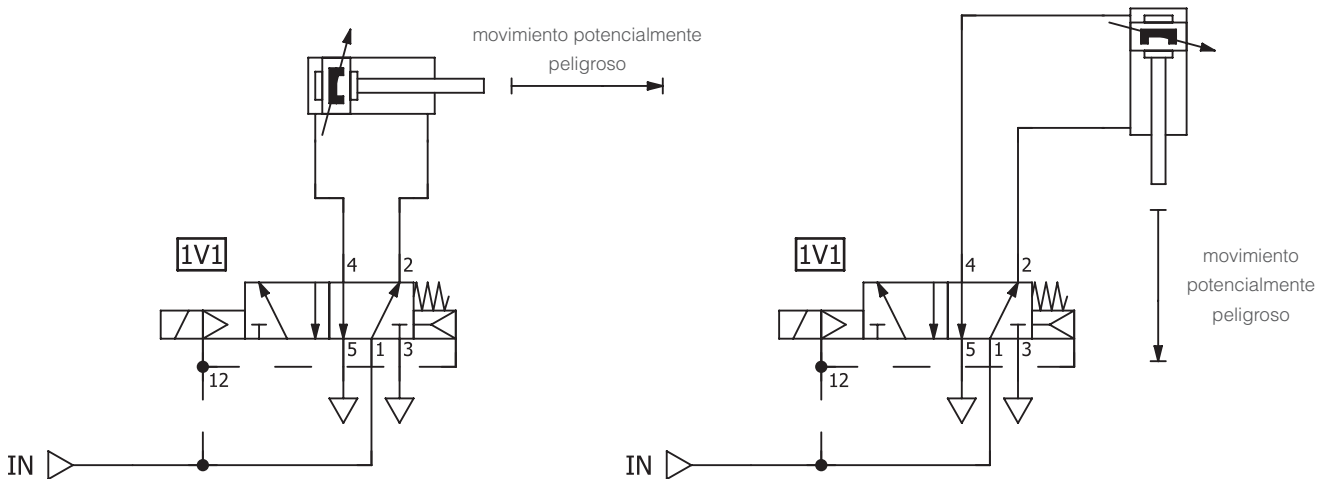 movimiento potencialmente
peligroso
1V1
4 2
5 1 3
12
IN
1V1
4 2
5 1 3
12
IN
movimiento
potencialmente
peligroso